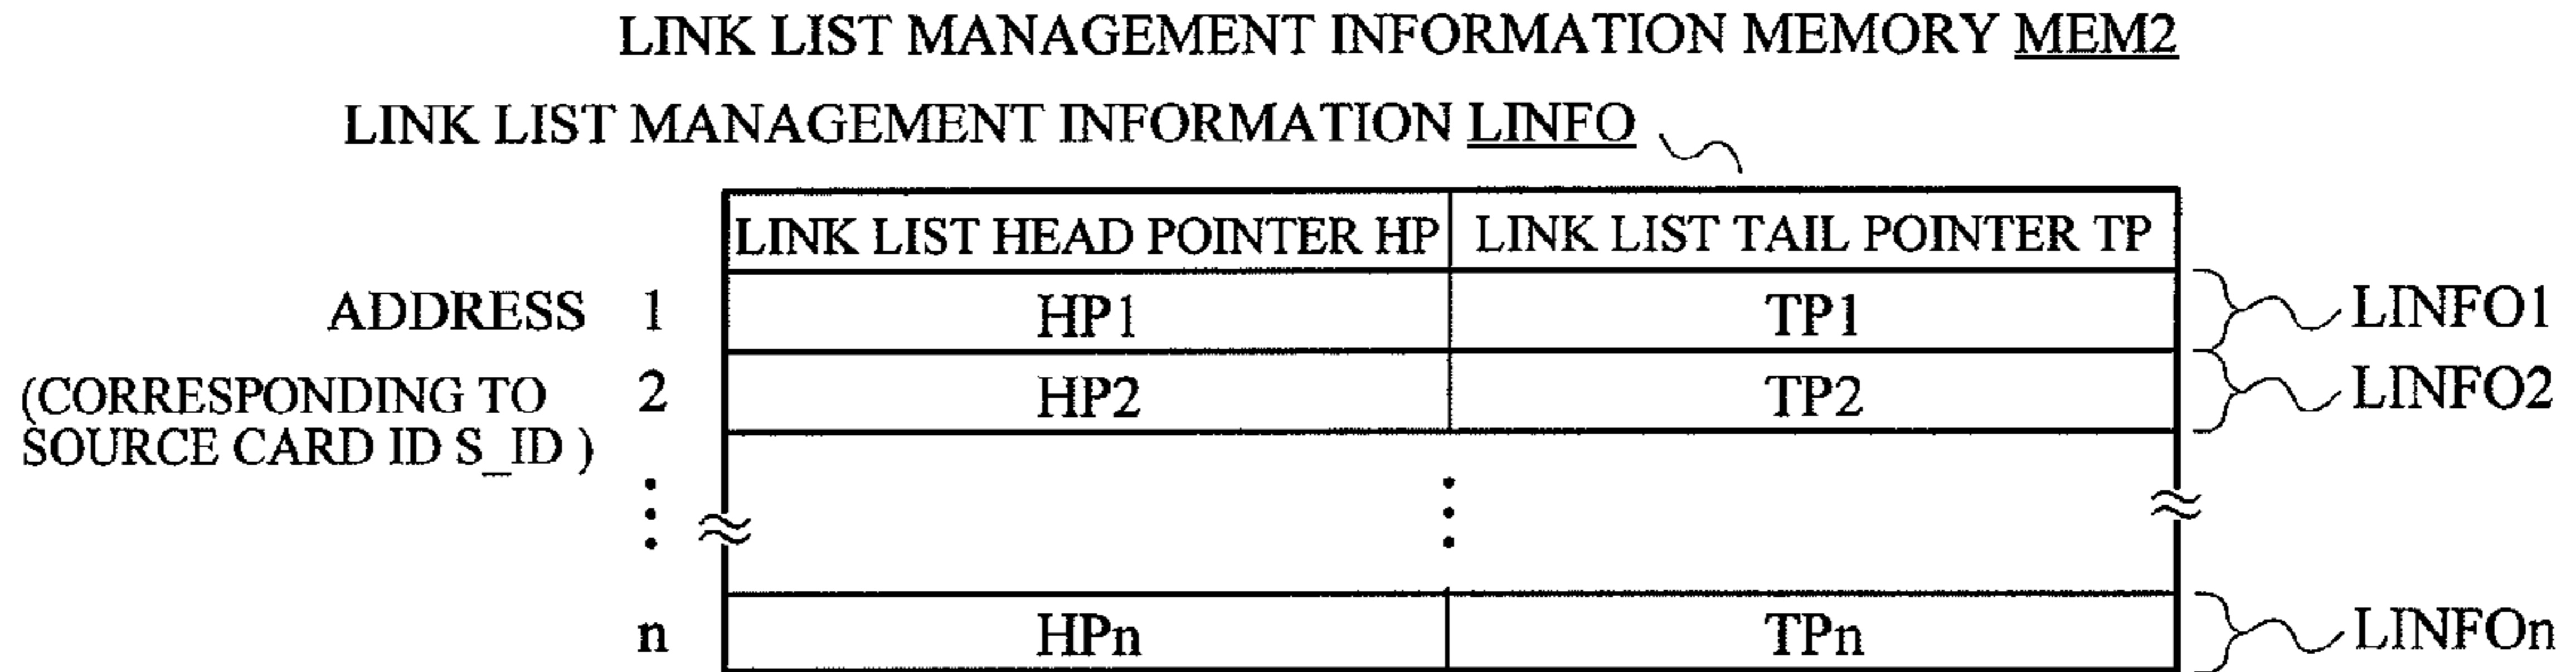 LINK LIST MANAGEMENT INFORMATION MEMORY MEM2
LINK LIST MANAGEMENT INFORMATION LINFO
LINK LIST HEAD POINTER HP LINK LIST TAIL POINTER TP
ADDRESS 1 HP1 TP1 LINFO1
(CORRESPONDING TO 2 HP2 TP2 LINFO2
SOURCE CARD ID S_ID )
n HPn TPn LINFOn